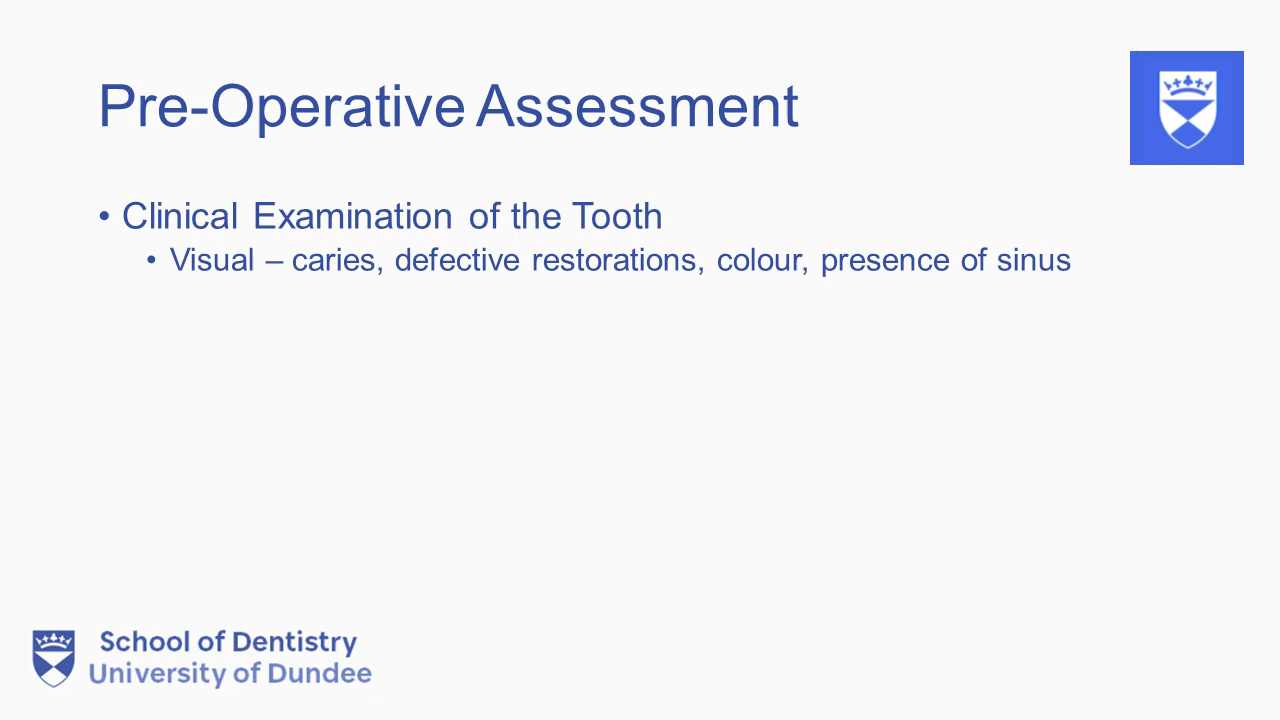 Pre-Operative Assessment
• Clinical Examination of the Tooth
• Visual – caries, defective restorations, colour, presence of sinus
School of Dentistry
University of Dundee